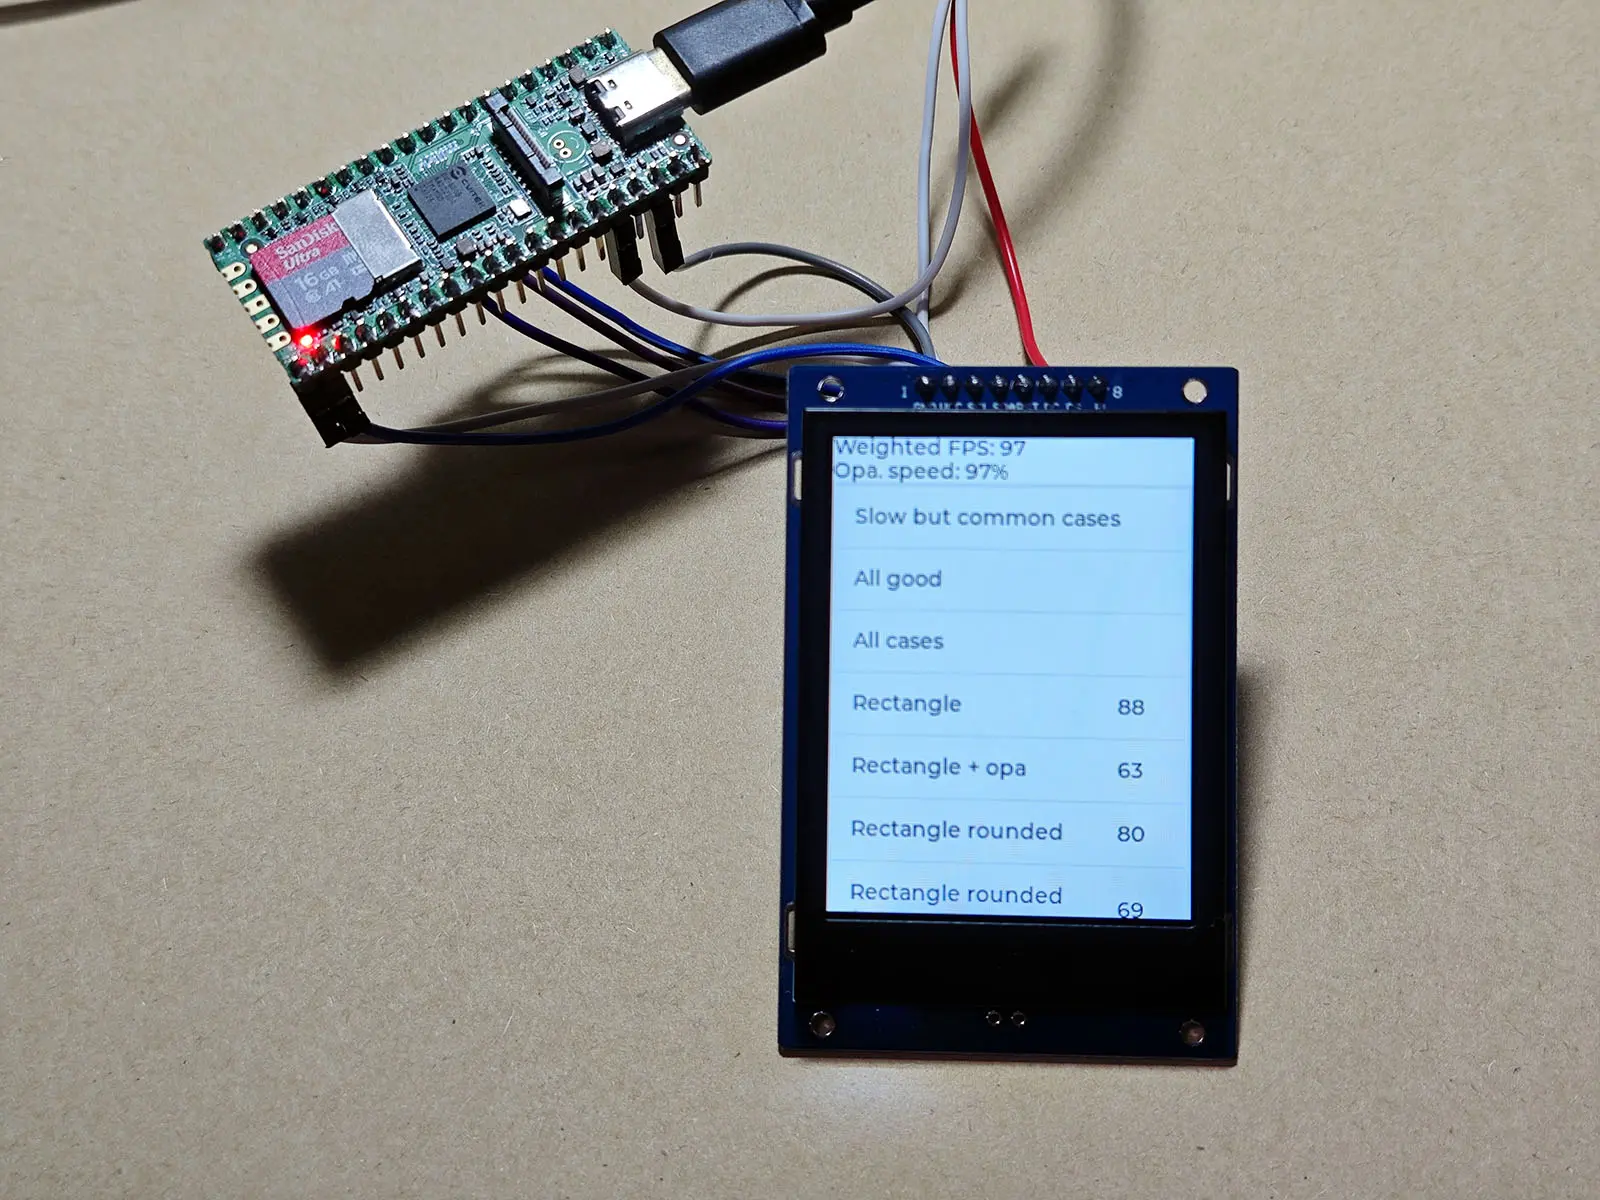 SanDisk
Ultra
16GB
A1
1
8
Weighted FPS: 97
Opa. speed: 97%
Slow but common cases
All good
All cases
Rectangle 88
Rectangle + opa 63
Rectangle rounded 80
Rectangle rounded
69